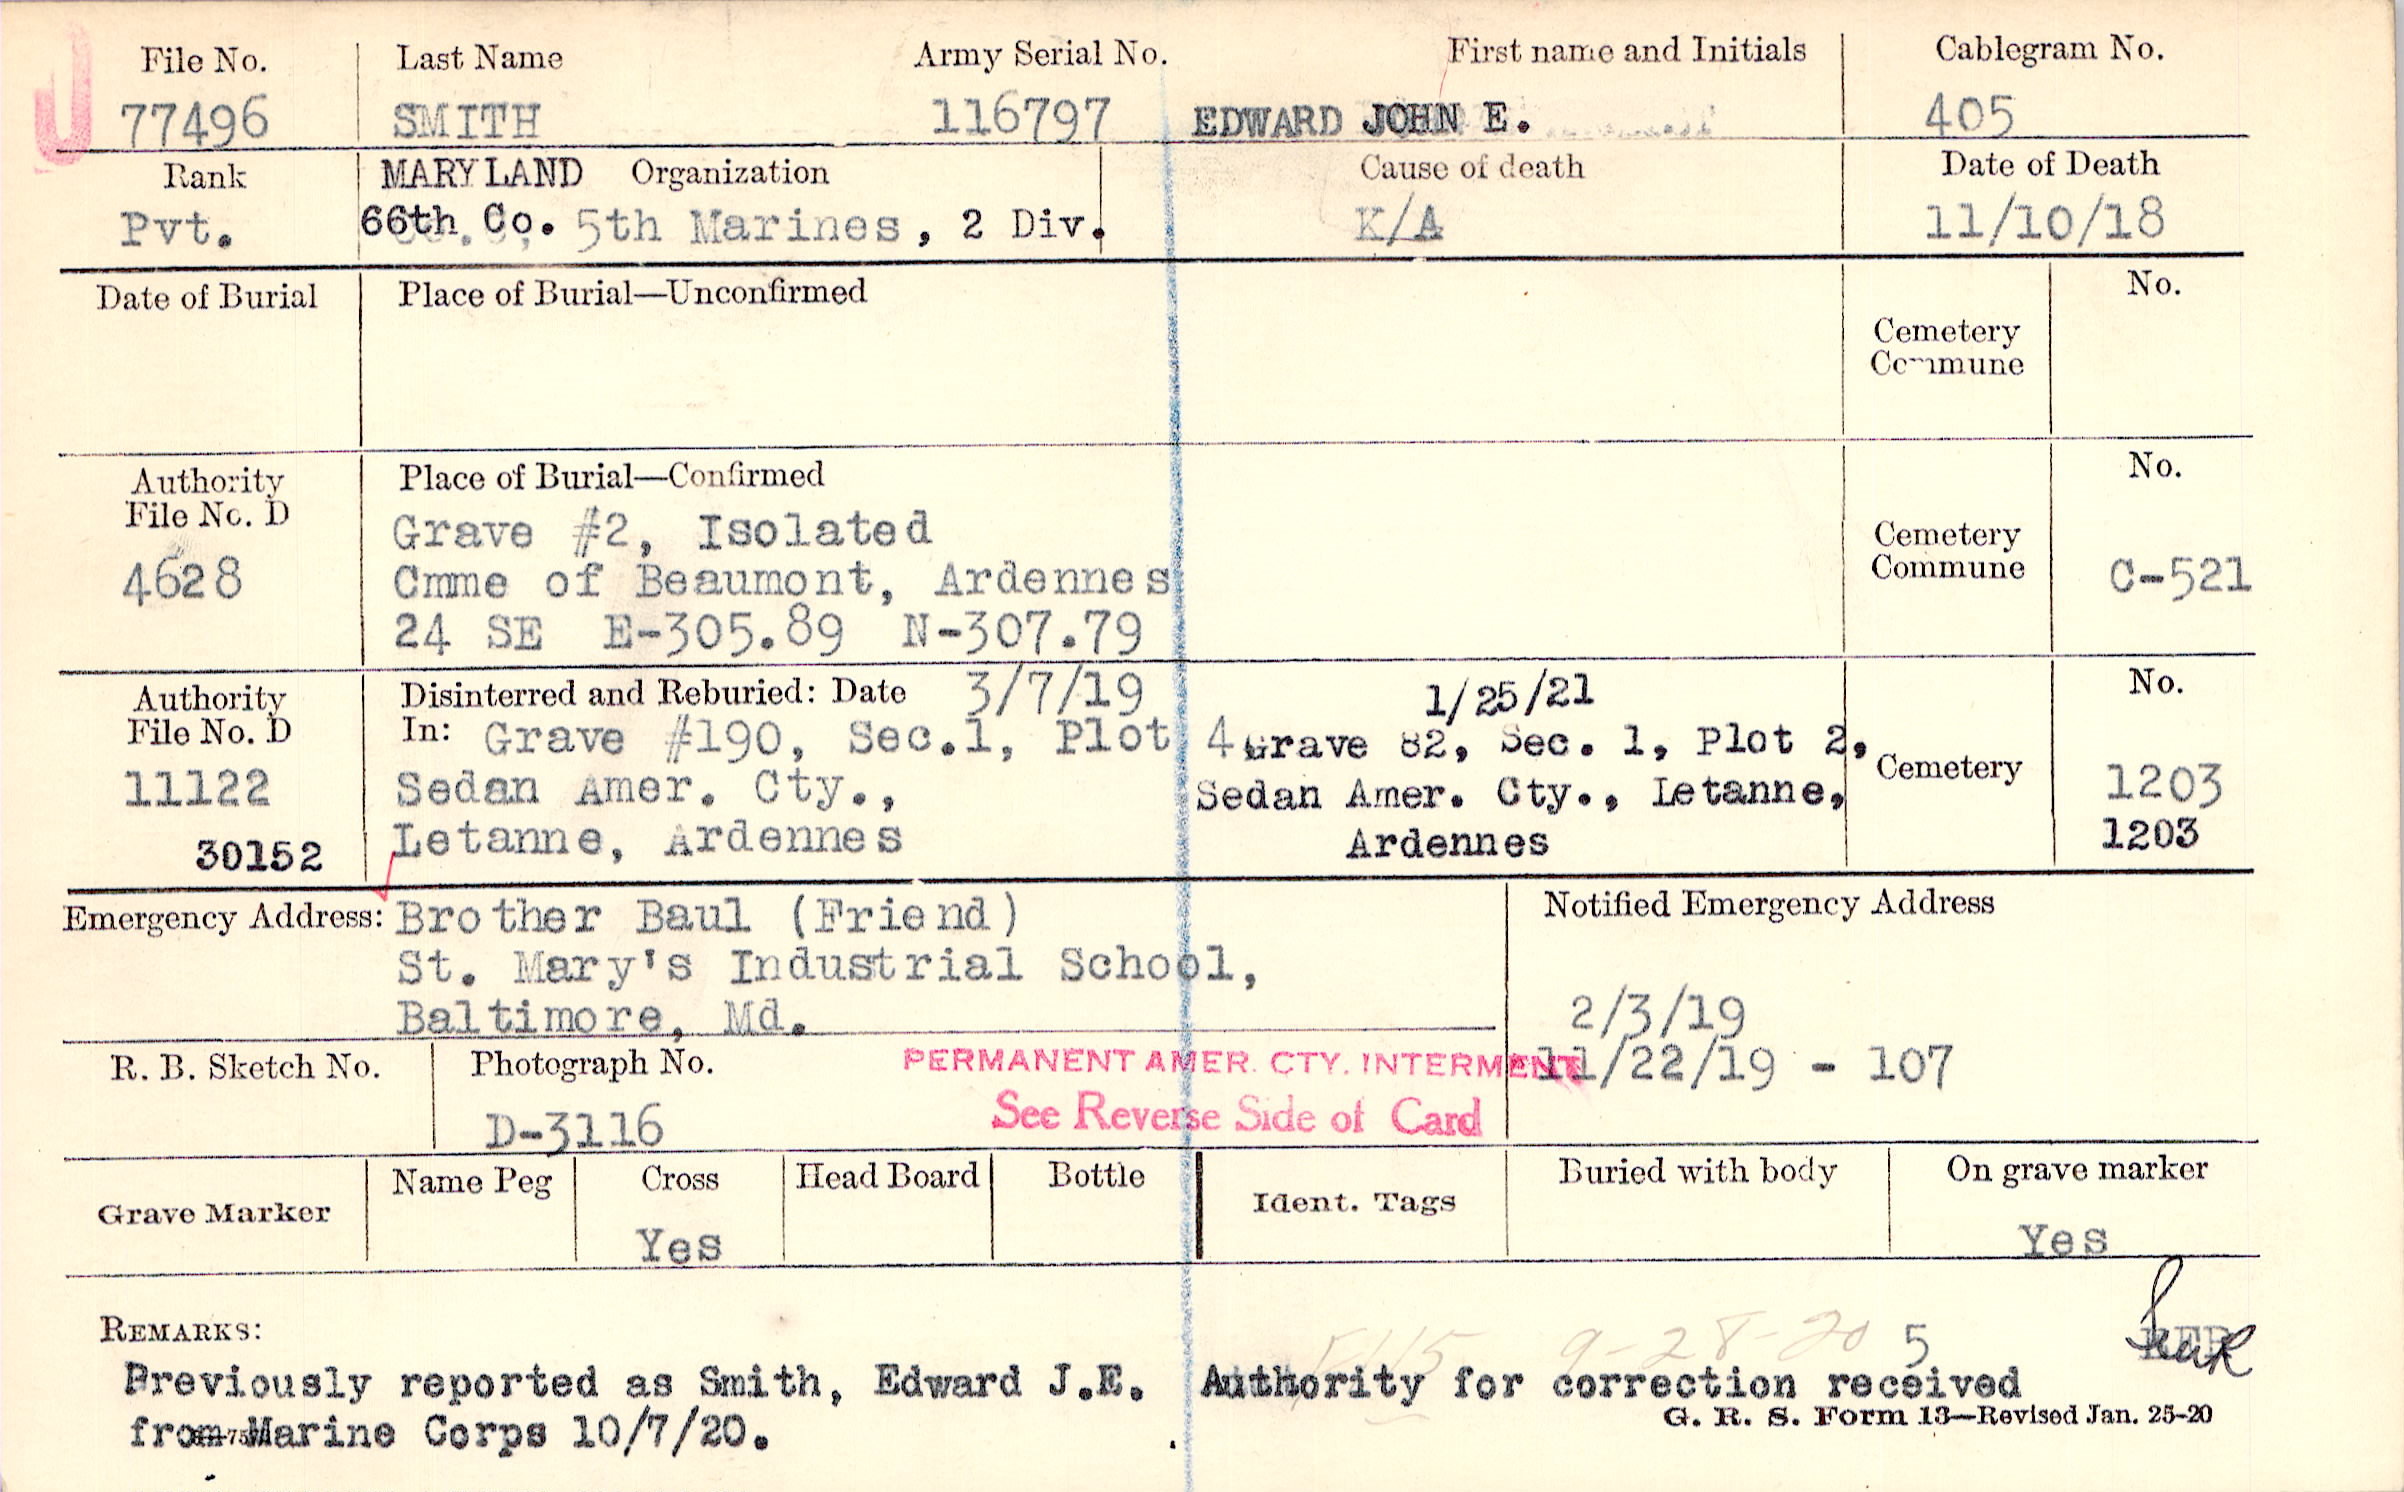 U
File No. Last Name Army Serial No. First name and Initials Cablegram No.
77496 SMITH 116797 EDWARD JOHN E. 405
Rank MARYLAND Organization Cause of death Date of Death
Pvt. 66th Co. 5th Marines, 2 Div. K/A 11/10/18
Date of Burial Place of Burial—Unconfirmed No.
Cemetery
Commune
Authority Place of Burial—Confirmed No.
File No. D
Grave #2, Isolated
4628 Cmme of Beaumont, Ardennes Cemetery
Commune C-521
24 SE E-305.89 N-307.79
Authority Disinterred and Reburied: Date 3/7/19 1/25/21 No.
File No. D In: Grave #190, Sec.1, Plot 4 Grave 82, Sec. 1, Plot 2,
11122 Sedan Amer. Cty., Sedan Amer. Cty., Letanne, Cemetery 1203
30152 Letanne, Ardennes Ardennes 1203
Emergency Address: Brother Baul (Friend) Notified Emergency Address
St. Mary's Industrial School,
Baltimore, Md. 2/3/19
R. B. Sketch No. Photograph No. PERMANENT AMER. CTY. INTERMENT 11/22/19 - 107
D-3116 See Reverse Side of Card
Grave Marker Name Peg Cross Head Board Bottle Ident. Tags Buried with body On grave marker
Yes Yes
REMARKS: 9-28-20 5
Previously reported as Smith, Edward J.E. Authority for correction received
from Marine Corps 10/7/20.
G. R. S. Form 13—Revised Jan. 25-20